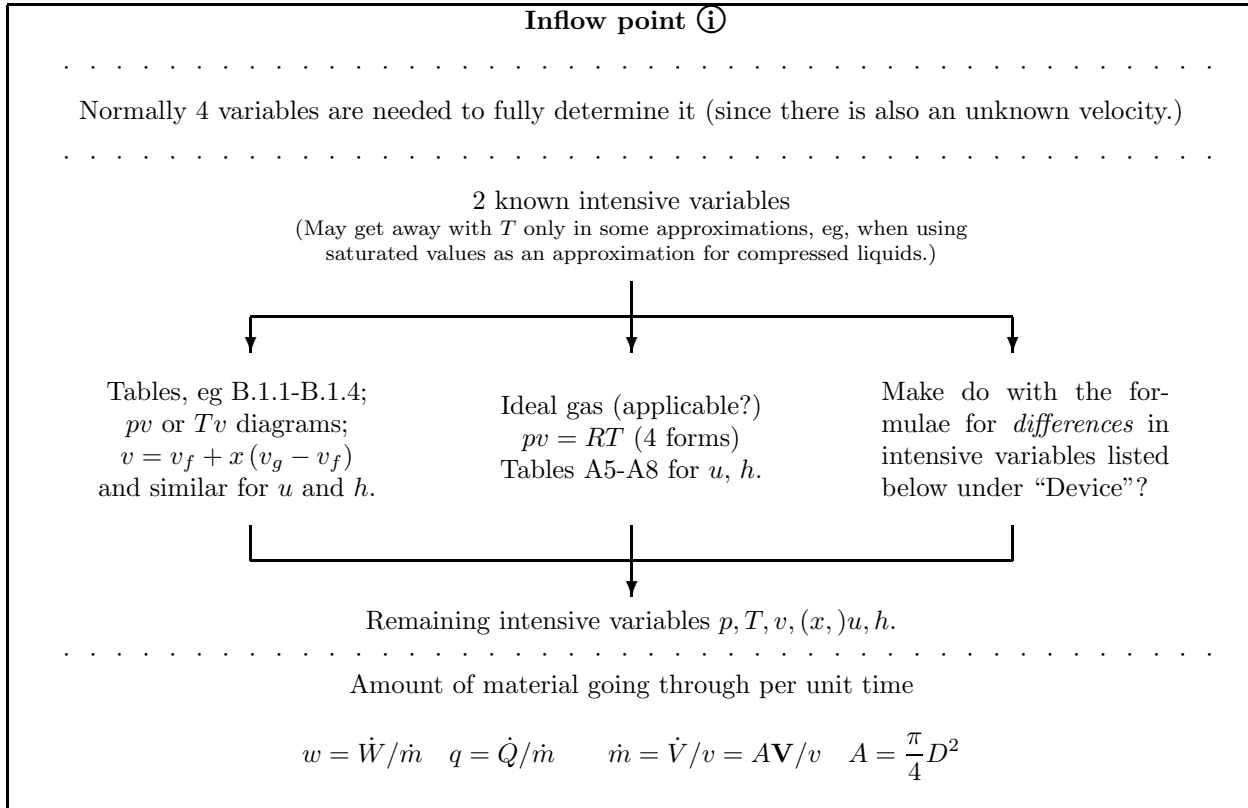 Inflow point ⓘ
Normally 4 variables are needed to fully determine it (since there is also an unknown velocity.)
2 known intensive variables
(May get away with T only in some approximations, eg, when using
saturated values as an approximation for compressed liquids.)
Tables, eg B.1.1-B.1.4;
pv or Tv diagrams;
v = v_f + x (v_g − v_f)
and similar for u and h.
Ideal gas (applicable?)
pv = RT (4 forms)
Tables A5-A8 for u, h.
Make do with the for-
mulae for differences in
intensive variables listed
below under “Device”?
Remaining intensive variables p, T, v, (x, )u, h.
Amount of material going through per unit time
w = Ẇ/ṁ q = Q̇/ṁ ṁ = V̇/v = AV/v A = π/4 D²